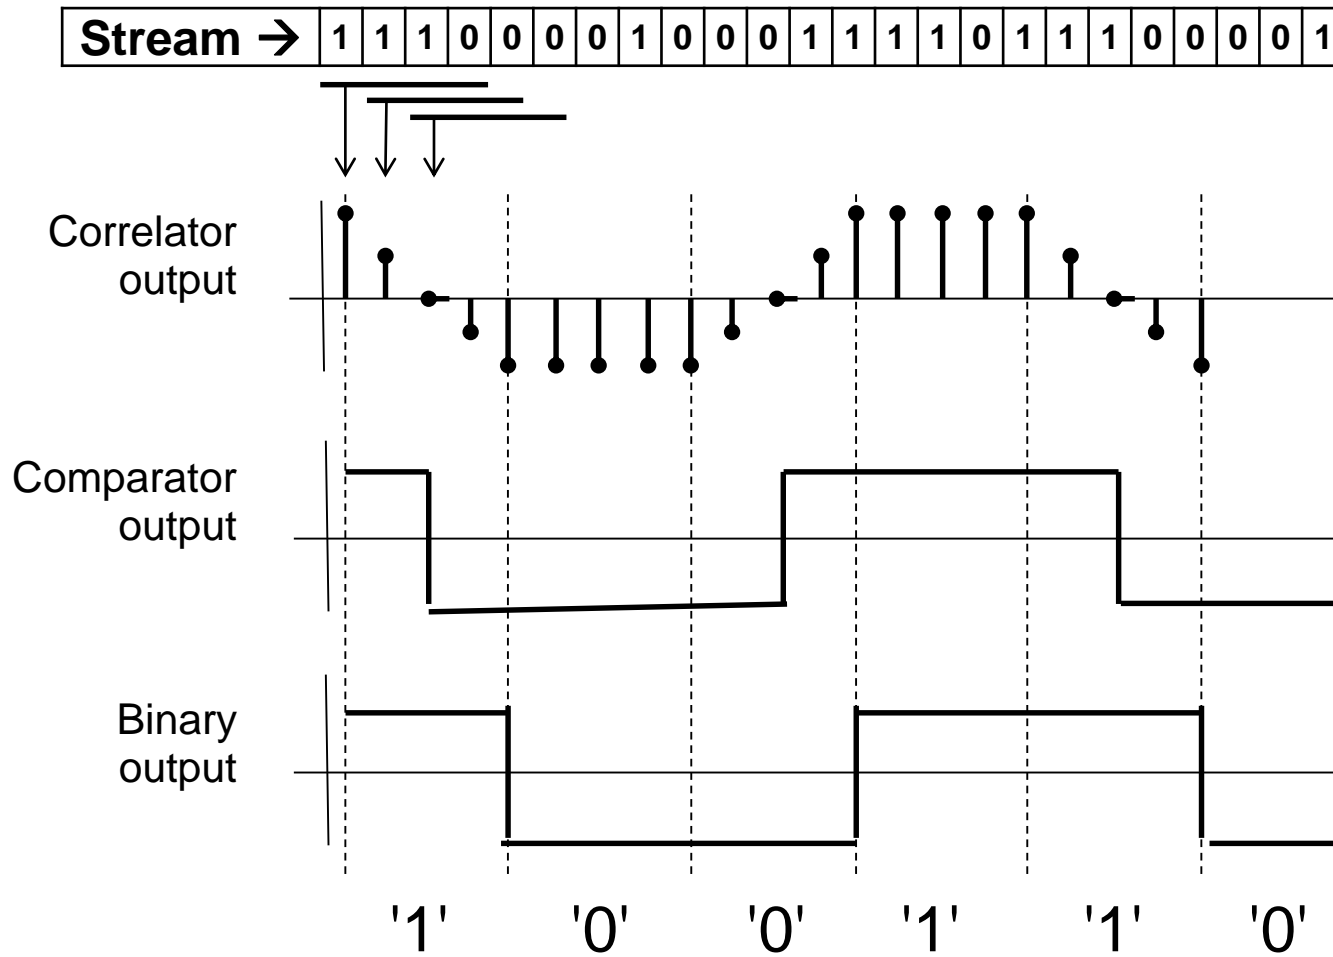 Stream → 1 1 1 0 0 0 0 1 0 0 0 1 1 1 1 0 1 1 1 0 0 0 0 1
Correlator
output
Comparator
output
Binary
output
'1' '0' '0' '1' '1' '0'